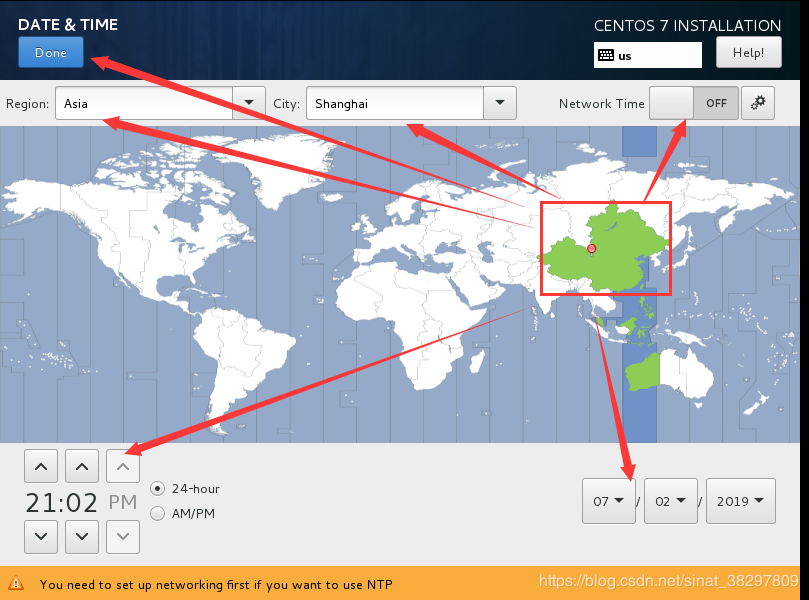 DATE & TIME
CENTOS 7 INSTALLATION
Done
us
Help!
Region:
Asia
City:
Shanghai
Network Time
OFF
21:02 PM
24-hour
AM/PM
07 / 02 / 2019
You need to set up networking first if you want to use NTP
https://blog.csdn.net/sinat_38297809